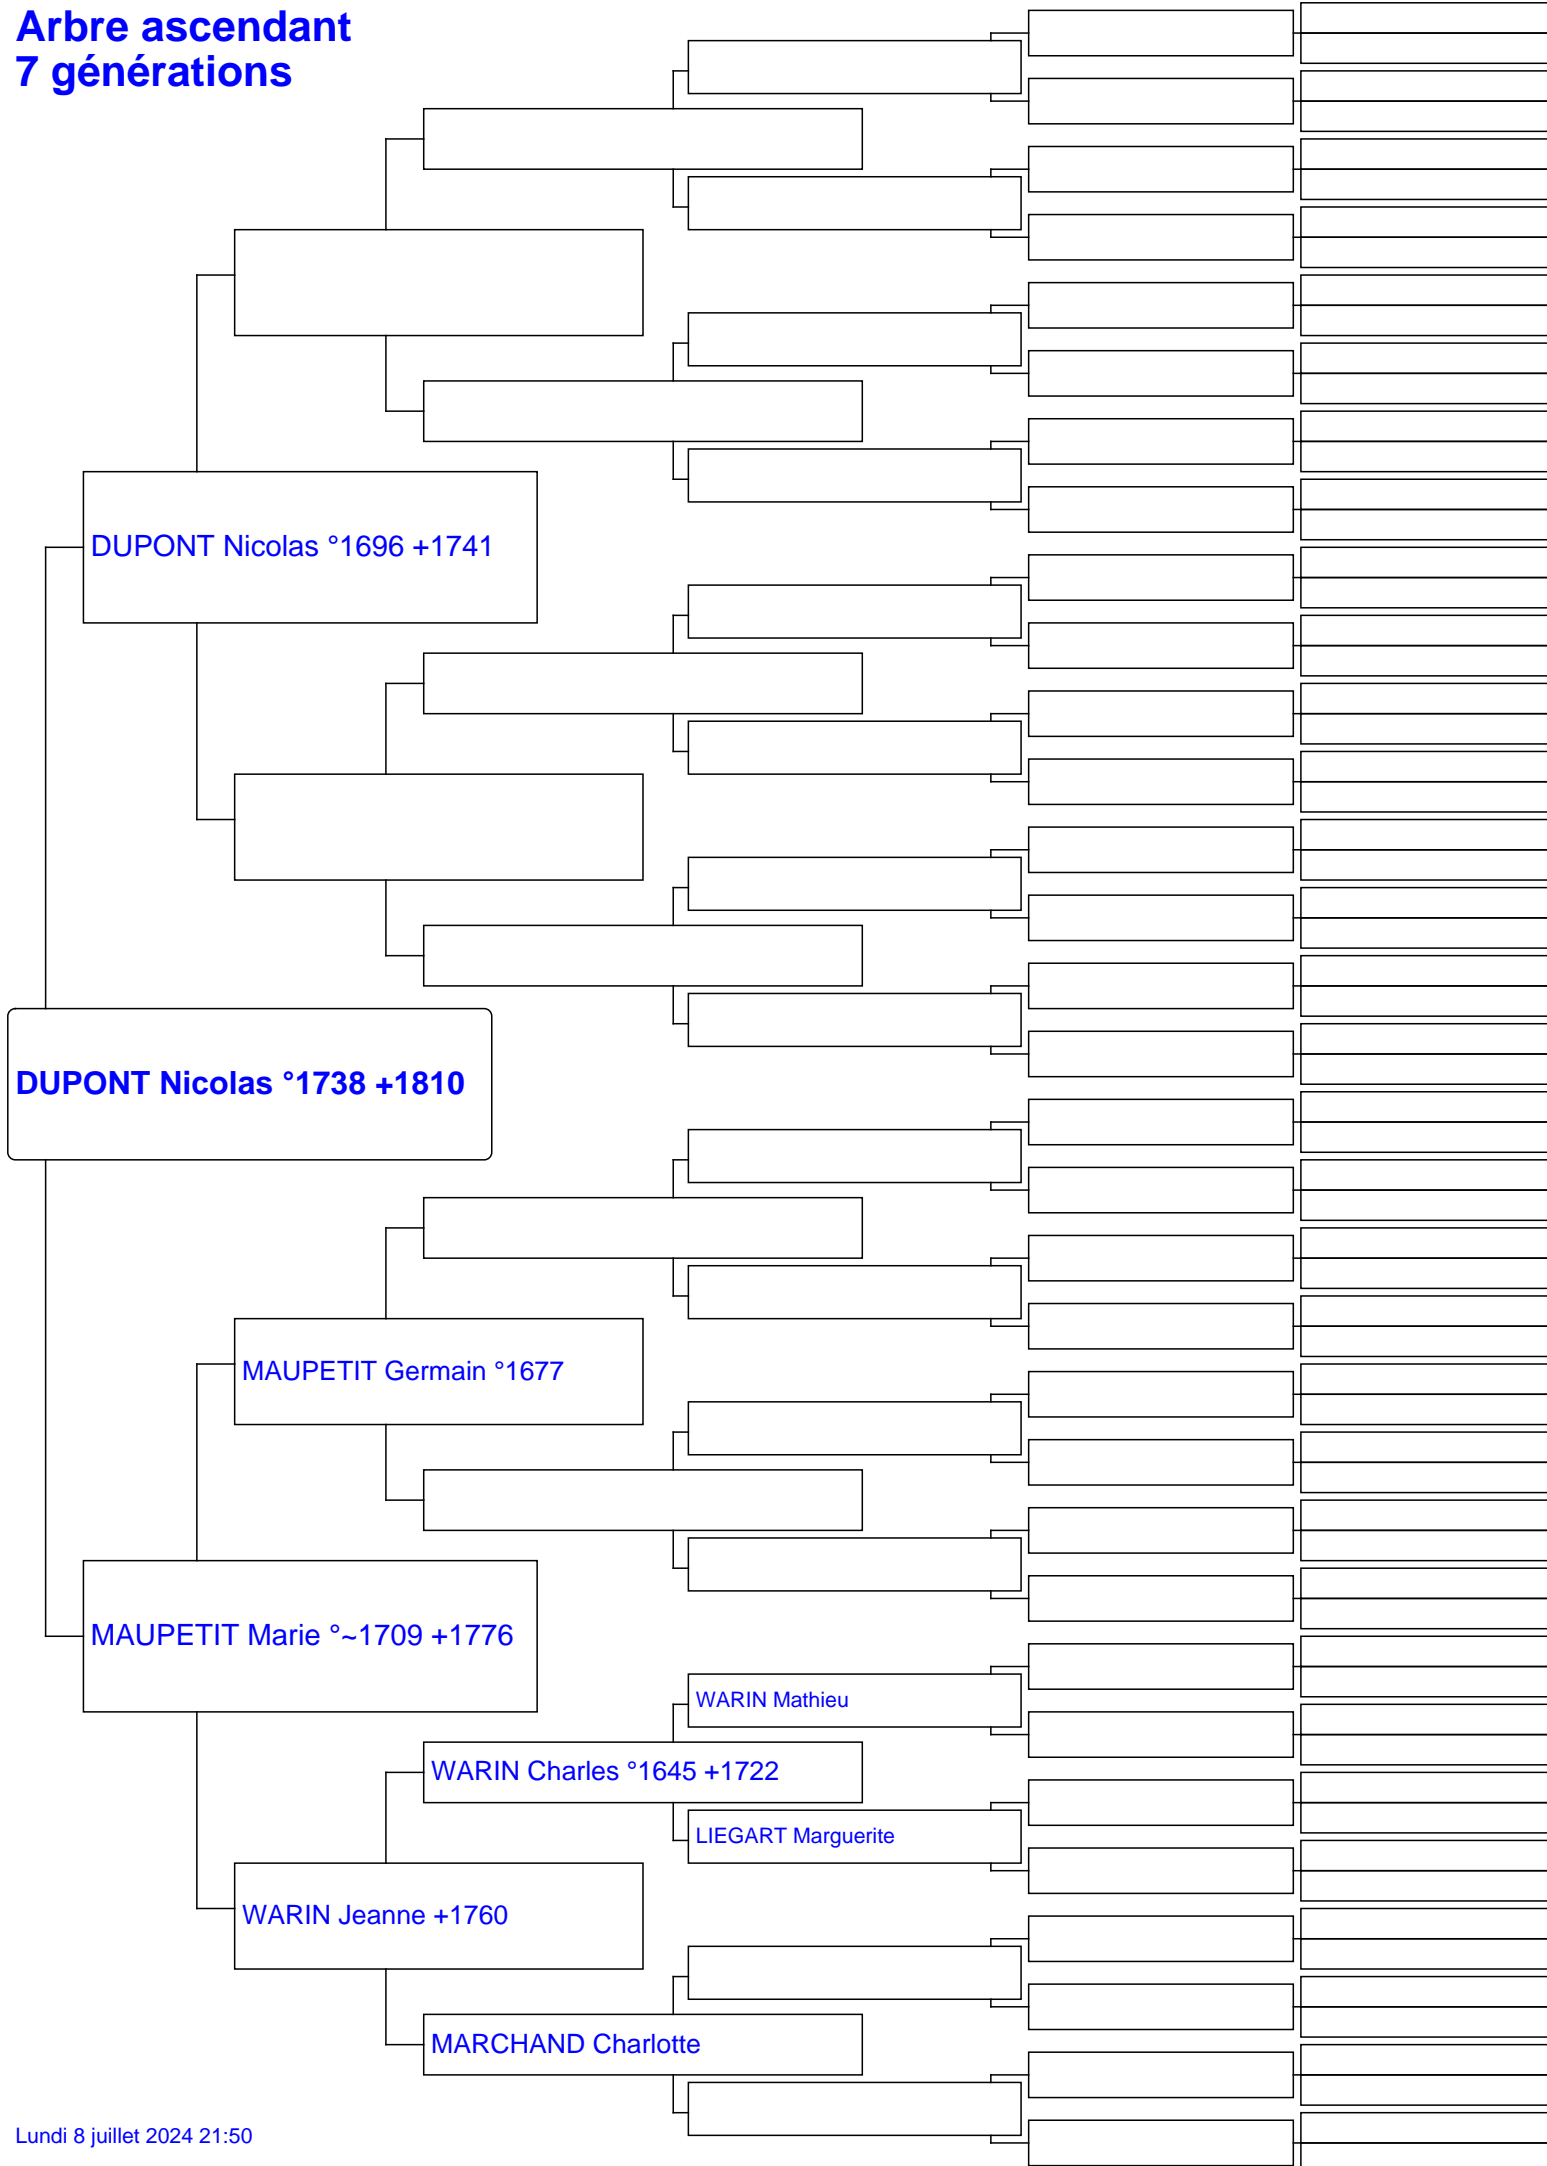 Arbre ascendant
7 générations
DUPONT Nicolas °1696 +1741
DUPONT Nicolas °1738 +1810
MAUPETIT Germain °1677
MAUPETIT Marie °~1709 +1776
WARIN Mathieu
WARIN Charles °1645 +1722
LIEGART Marguerite
WARIN Jeanne +1760
MARCHAND Charlotte
Lundi 8 juillet 2024 21:50